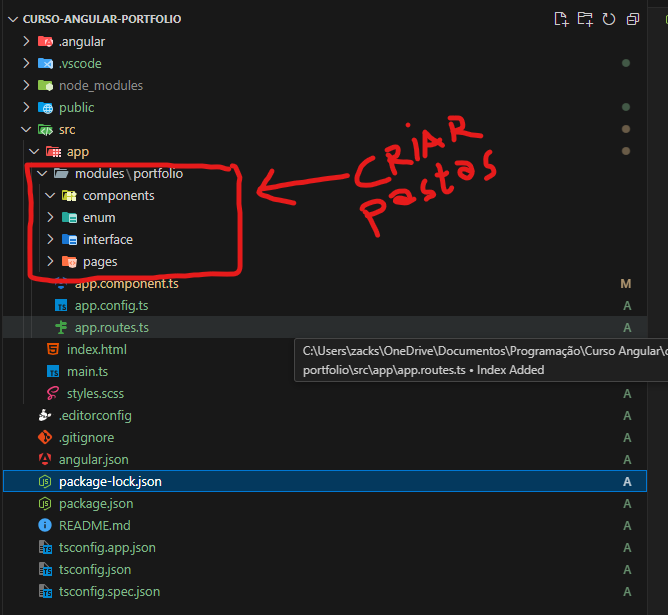 CURSO-ANGULAR-PORTFOLIO
.angular
.vscode
node_modules
public
src
app
modules\portfolio
components
enum
interface
pages
CRIAR
Pastas
app.component.ts M
app.config.ts A
app.routes.ts A
index.html
main.ts
styles.scss A
C:\Users\zacks\OneDrive\Documentos\Programação\Curso Angular\
portfolio\src\app\app.routes.ts • Index Added
.editorconfig A
.gitignore A
angular.json A
package-lock.json A
package.json A
README.md A
tsconfig.app.json A
tsconfig.json A
tsconfig.spec.json A